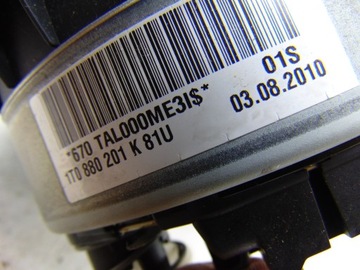 *670 TAL000ME3I$* 01S
1T0 880 201 K 81U 03.08.2010